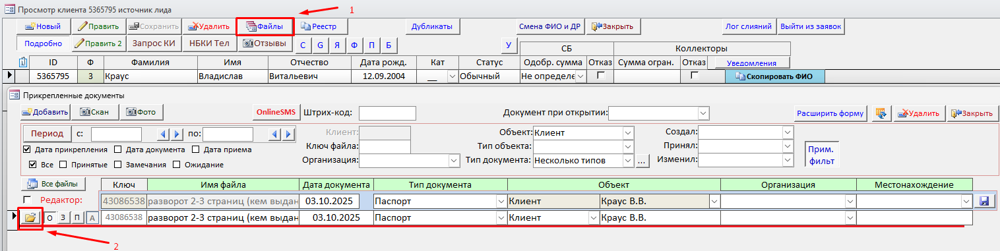 Просмотр клиента 5365795 источник лида
1
Новый Править Сохранить Удалить Файлы Реестр Дубликаты Смена ФИО и ДР Закрыть Лог слияний Выйти из заявок
Подробно Править 2 Запрос КИ НБКИ Тел Отзывы С G Я Ф П Б У СБ Коллекторы
ID Ф Фамилия Имя Отчество Дата рожд. Кат Статус Одобр. сумма Отказ Сумма огран. Отказ Уведомления
5365795 3 Краус Владислав Витальевич 12.09.2004 __ Обычный Не определе Скопировать ФИО
Прикрепленные документы
Добавить Скан Фото OnlineSMS Штрих-код: Документ при открытии: Расширить форму Удалить Закрыть
Период с: по: Клиент: Объект: Клиент Создал:
Дата прикрепления Дата документа Дата приема Ключ файла: Тип объекта: Принял: Прим.
Все Принятые Замечания Ожидание Организация: Тип документа: Несколько типов ... Изменил: фильт
Все файлы Ключ Имя файла Дата документа Тип документа Объект Организация Местонахождение
Редактор: 43086538 разворот 2-3 страниц (кем выдан 03.10.2025 Паспорт Клиент Краус В.В.
О З П А 43086538 разворот 2-3 страниц (кем выдан 03.10.2025 Паспорт Клиент Краус В.В.
2